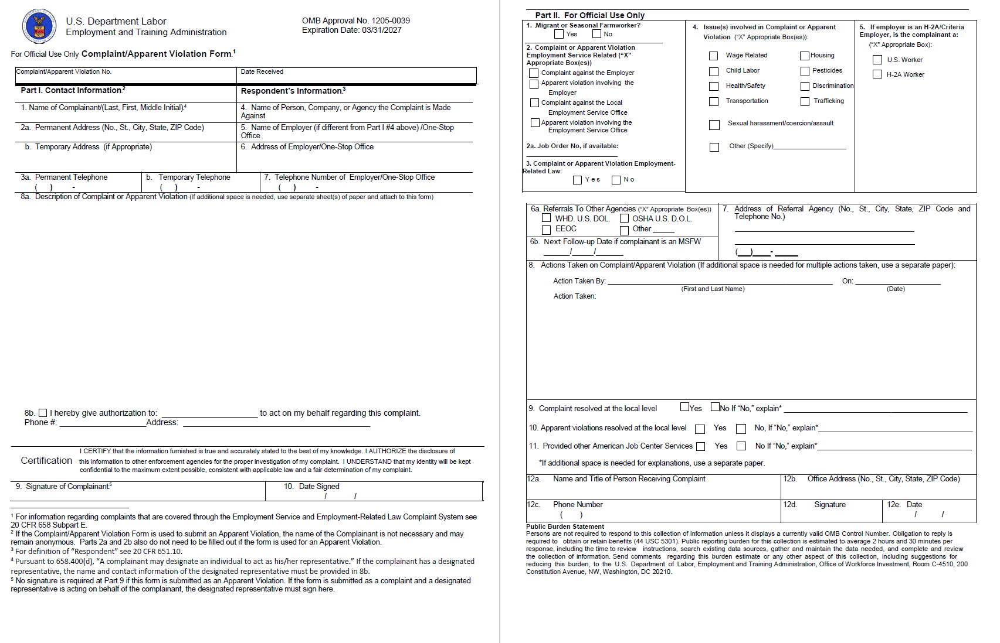 U.S. Department Labor
Employment and Training Administration
OMB Approval No. 1205-0039
Expiration Date: 03/31/2027
For Official Use Only Complaint/Apparent Violation Form.1
Complaint/Apparent Violation No.
Date Received
Part I. Contact Information.2
Respondent's Information.3
1. Name of Complainant/(Last, First, Middle Initial).4
4. Name of Person, Company, or Agency the Complaint is Made
Against
2a. Permanent Address (No., St., City, State, ZIP Code)
5. Name of Employer (if different from Part I #4 above) /One-Stop
Office
b. Temporary Address (if Appropriate)
6. Address of Employer/One-Stop Office
3a. Permanent Telephone
( ) -
b. Temporary Telephone
( ) -
7. Telephone Number of Employer/One-Stop Office
( ) -
8a. Description of Complaint or Apparent Violation (If additional space is needed, use separate sheet(s) of paper and attach to this form)
8b. I hereby give authorization to: ____________ to act on my behalf regarding this complaint.
Phone #: ____________ Address: ____________
Certification
I CERTIFY that the information furnished is true and accurately stated to the best of my knowledge. I AUTHORIZE the disclosure of
this information to other enforcement agencies for the proper investigation of my complaint. I UNDERSTAND that my identity will be kept
confidential to the maximum extent possible, consistent with applicable law and a fair determination of my complaint.
9. Signature of Complainant.5
10. Date Signed
/ /
1 For information regarding complaints that are covered through the Employment Service and Employment-Related Law Complaint System see
20 CFR 658 Subpart E.
2 If the Complaint/Apparent Violation Form is used to submit an Apparent Violation, the name of the Complainant is not necessary and may
remain anonymous. Parts 2a and 2b also do not need to be filled out if the form is used for an Apparent Violation.
3 For definition of "Respondent" see 20 CFR 651.10.
4 Pursuant to 658.400(d), "A complainant may designate an individual to act as his/her representative." If the complainant has a designated
representative, the name and contact information of the designated representative must be provided in 8b.
5 No signature is required at Part 9 if this form is submitted as an Apparent Violation. If the form is submitted as a complaint and a designated
representative is acting on behalf of the complainant, the designated representative must sign here.
Part II. For Official Use Only
1. .Migrant or Seasonal Farmworker?
Yes No
2. Complaint or Apparent Violation
Employment Service Related ("X"
Appropriate Box(es))
Complaint against the Employer
Apparent violation involving the
Employer
Complaint against the Local
Employment Service Office
Apparent violation involving the
Employment Service Office
2a. Job Order No, if available:
3. Complaint or Apparent Violation Employment-
Related Law:
Yes No
4. Issue(s) involved in Complaint or Apparent
Violation ("X" Appropriate Box(es)):
Wage Related Housing
Child Labor Pesticides
Health/Safety Discrimination
Transportation Trafficking
Sexual harassment/coercion/assault
Other (Specify)____________
5. If employer is an H-2A/Criteria
Employer, is the complainant a:
("X" Appropriate Box):
U.S. Worker
H-2A Worker
6a. Referrals To Other Agencies ("X" Appropriate Box(es))
WHD. U.S. DOL. OSHA U.S. D.O.L.
EEOC Other _____
6b. Next Follow-up Date if complainant is an MSFW
______/_____/______
7. Address of Referral Agency (No., St., City, State, ZIP Code and
Telephone No.)
(___)____-_____
8. Actions Taken on Complaint/Apparent Violation (If additional space is needed for multiple actions taken, use a separate paper):
Action Taken By: ____________ On: ____________
(First and Last Name) (Date)
Action Taken:
9. Complaint resolved at the local level Yes No If "No," explain* ____________
10. Apparent violations resolved at the local level Yes No, If "No," explain*____________
11. Provided other American Job Center Services Yes No If "No," explain*____________
*If additional space is needed for explanations, use a separate paper.
12a. Name and Title of Person Receiving Complaint
12b. Office Address (No., St., City, State, ZIP Code)
12c. Phone Number
( )
12d. Signature
12e. Date
/ /
Public Burden Statement
Persons are not required to respond to this collection of information unless it displays a currently valid OMB Control Number. Obligation to reply is
required to obtain or retain benefits (44 USC 5301). Public reporting burden for this collection is estimated to average 2 hours and 30 minutes per
response, including the time to review instructions, search existing data sources, gather and maintain the data needed, and complete and review
the collection of information. Send comments regarding this burden estimate or any other aspect of this collection, including suggestions for
reducing this burden, to the U.S. Department of Labor, Employment and Training Administration, Office of Workforce Investment, Room C-4510, 200
Constitution Avenue, NW, Washington, DC 20210.